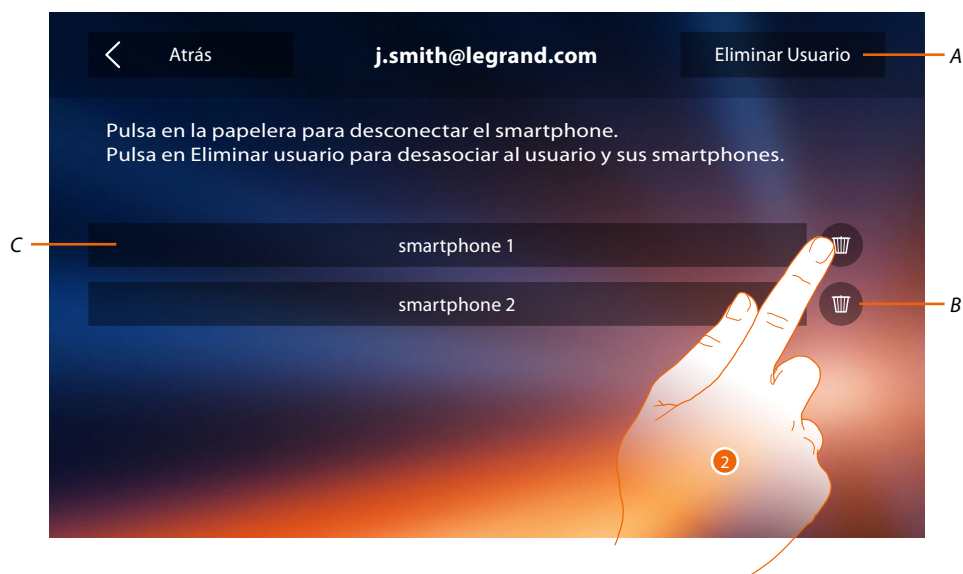 Atrás
j.smith@legrand.com
Eliminar Usuario
A
Pulsa en la papelera para desconectar el smartphone.
Pulsa en Eliminar usuario para desasociar al usuario y sus smartphones.
C
smartphone 1
smartphone 2
B
2